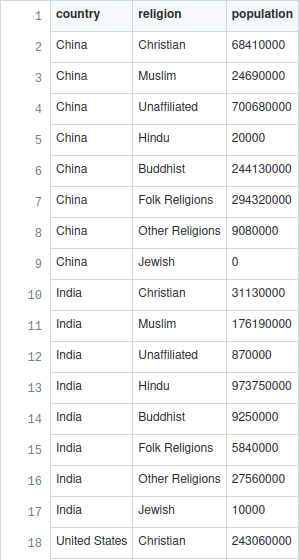 1 country religion population
2 China Christian 68410000
3 China Muslim 24690000
4 China Unaffiliated 700680000
5 China Hindu 20000
6 China Buddhist 244130000
7 China Folk Religions 294320000
8 China Other Religions 9080000
9 China Jewish 0
10 India Christian 31130000
11 India Muslim 176190000
12 India Unaffiliated 870000
13 India Hindu 973750000
14 India Buddhist 9250000
15 India Folk Religions 5840000
16 India Other Religions 27560000
17 India Jewish 10000
18 United States Christian 243060000